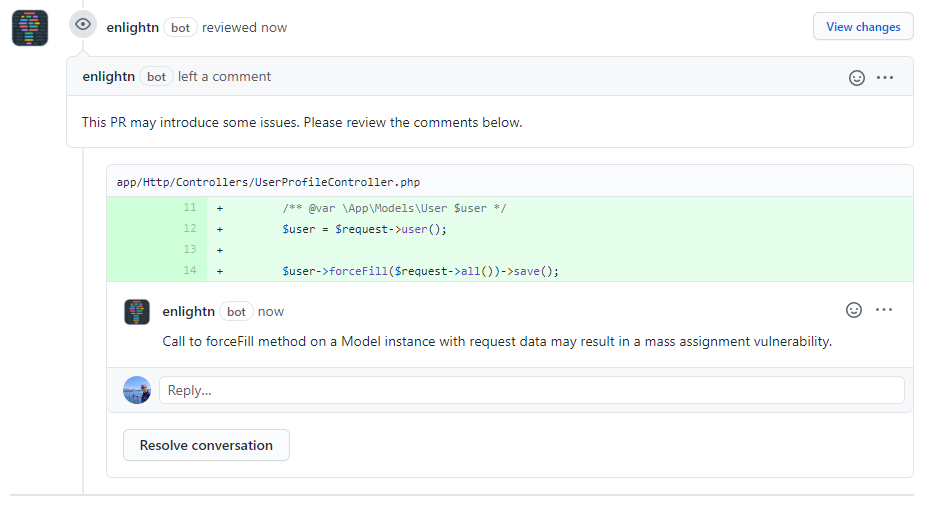 enlightn bot reviewed now
View changes
enlightn bot left a comment
This PR may introduce some issues. Please review the comments below.
app/Http/Controllers/UserProfileController.php
11 + /** @var \App\Models\User $user */
12 + $user = $request->user();
13 +
14 + $user->forceFill($request->all())->save();
enlightn bot now
Call to forceFill method on a Model instance with request data may result in a mass assignment vulnerability.
Reply...
Resolve conversation